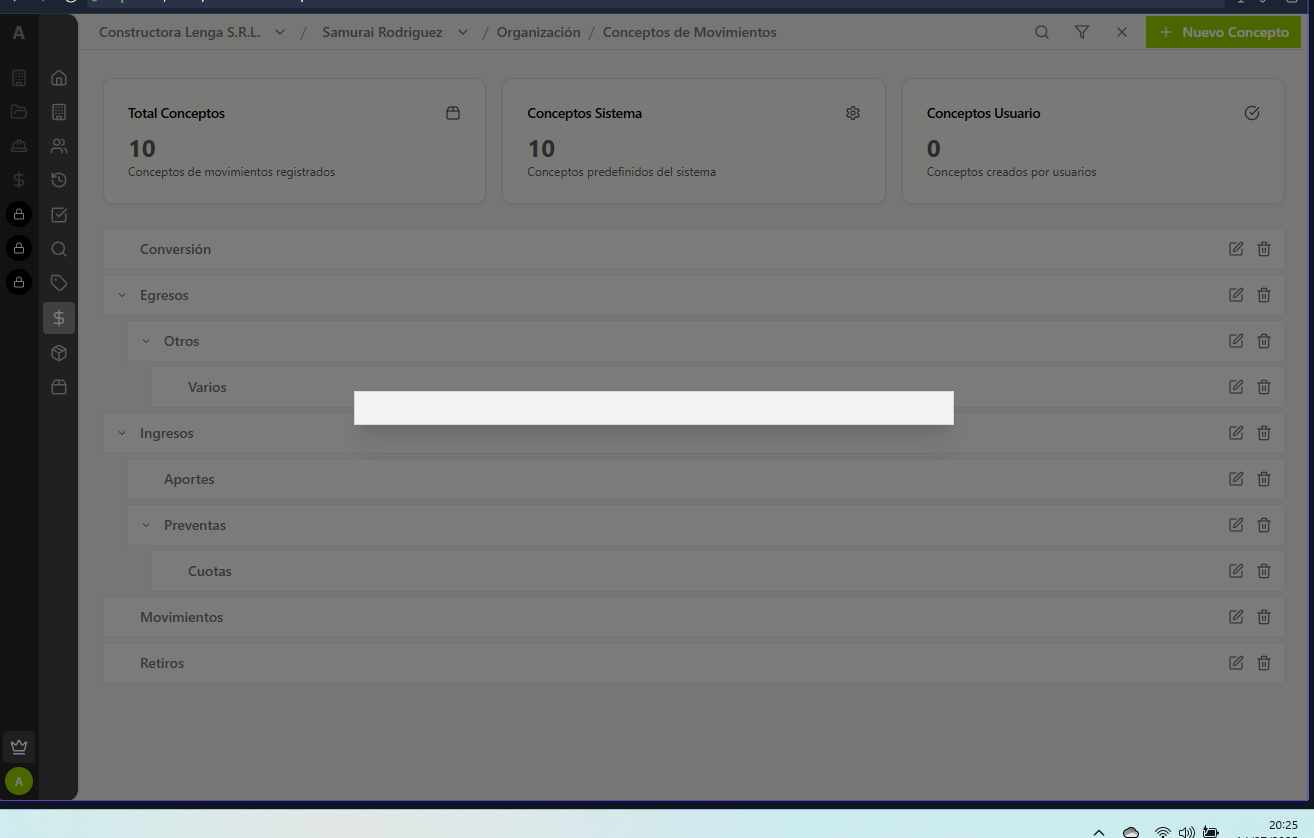 A
Constructora Lenga S.R.L. / Samurai Rodriguez / Organización / Conceptos de Movimientos
+ Nuevo Concepto
Total Conceptos
10
Conceptos de movimientos registrados
Conceptos Sistema
10
Conceptos predefinidos del sistema
Conceptos Usuario
0
Conceptos creados por usuarios
Conversión
Egresos
Otros
Varios
Ingresos
Aportes
Preventas
Cuotas
Movimientos
Retiros
A
20:25